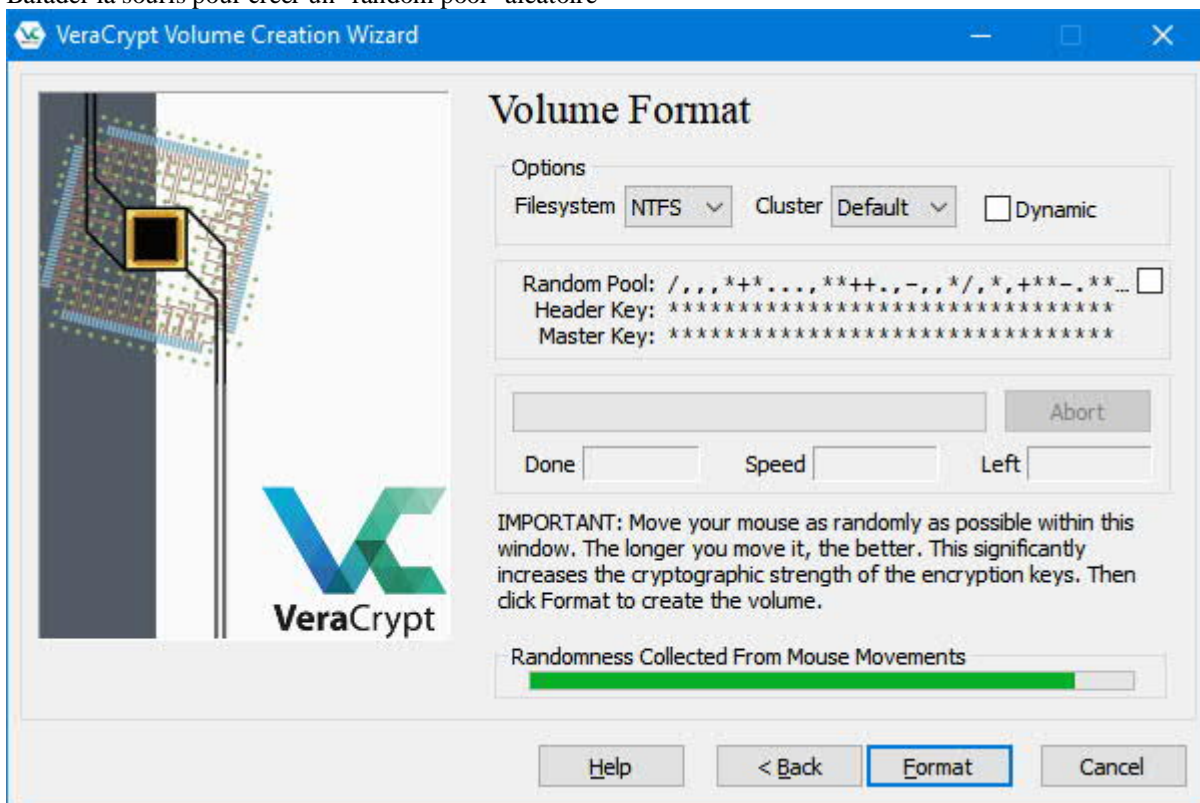 Balader la souris pour créer un "random pool" aléatoire
VeraCrypt Volume Creation Wizard
Volume Format
Options
Filesystem NTFS Cluster Default Dynamic
Random Pool: /,,,*+*...,**++.,-,,*/,*,+**-.**…
Header Key: ********************************
Master Key: ********************************
Abort
Done Speed Left
IMPORTANT: Move your mouse as randomly as possible within this
window. The longer you move it, the better. This significantly
increases the cryptographic strength of the encryption keys. Then
click Format to create the volume.
VeraCrypt
Randomness Collected From Mouse Movements
Help < Back Format Cancel